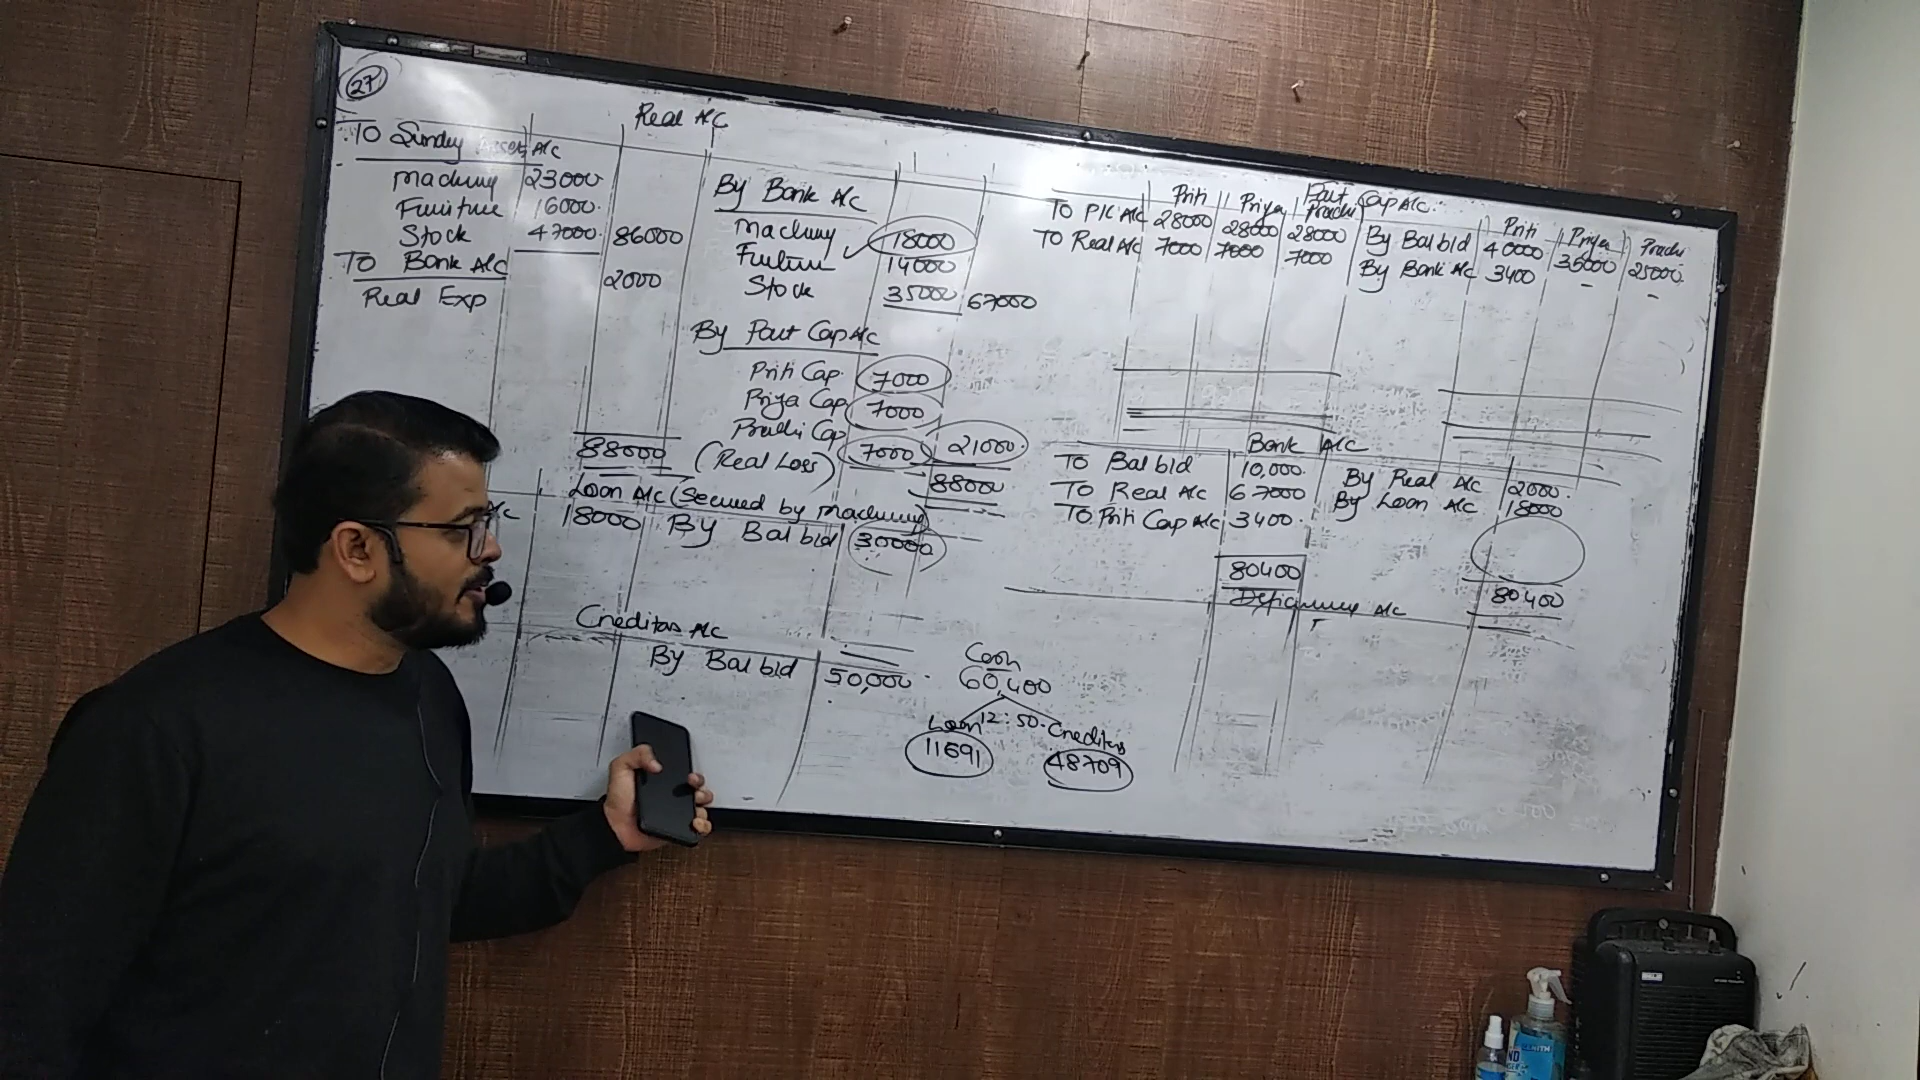 27
Real A/C
TO Sundry Assets A/c
Machinery 23000
Furniture 16000
Stock 47000 86000
TO Bank A/C 2000
Real Exp
88000
By Bank A/c
Machinery 18000
Furniture 14000
Stock 35000 67000
By Part Cap A/c
Priti Cap 7000
Priya Cap 7000
Prachi Cap 7000 21000
(Real Loss)
88000
Part Cap A/c
Priti Priya Prachi Priti Priya Prachi
TO P/L A/c 28000 28000 28000 By Bal b/d 40000 35000 25000
TO Real A/c 7000 7000 7000 By Bank A/c 3400 - -
Loan A/c (Secured by Machinery)
A/c 18000 By Bal b/d 30000
Creditors A/c
By Bal b/d 50,000
Bank A/C
To Bal b/d 10,000 By Real A/c 2000
To Real A/c 67000 By Loan A/c 18000
To Priti Cap A/c 3400
80400 80400
Deficiency A/c
Cash
60,400
Loan 12:50 Creditors
11691 48709